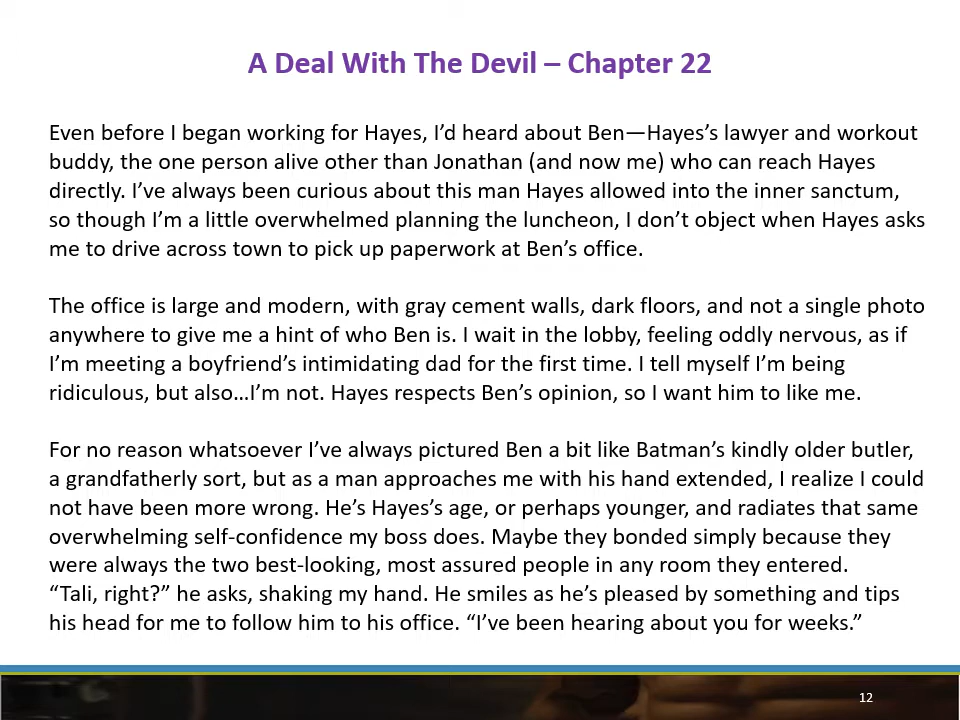 A Deal With The Devil – Chapter 22
Even before I began working for Hayes, I’d heard about Ben—Hayes’s lawyer and workout
buddy, the one person alive other than Jonathan (and now me) who can reach Hayes
directly. I’ve always been curious about this man Hayes allowed into the inner sanctum,
so though I’m a little overwhelmed planning the luncheon, I don’t object when Hayes asks
me to drive across town to pick up paperwork at Ben’s office.
The office is large and modern, with gray cement walls, dark floors, and not a single photo
anywhere to give me a hint of who Ben is. I wait in the lobby, feeling oddly nervous, as if
I’m meeting a boyfriend’s intimidating dad for the first time. I tell myself I’m being
ridiculous, but also…I’m not. Hayes respects Ben’s opinion, so I want him to like me.
For no reason whatsoever I’ve always pictured Ben a bit like Batman’s kindly older butler,
a grandfatherly sort, but as a man approaches me with his hand extended, I realize I could
not have been more wrong. He’s Hayes’s age, or perhaps younger, and radiates that same
overwhelming self-confidence my boss does. Maybe they bonded simply because they
were always the two best-looking, most assured people in any room they entered.
“Tali, right?” he asks, shaking my hand. He smiles as he’s pleased by something and tips
his head for me to follow him to his office. “I’ve been hearing about you for weeks.”
12